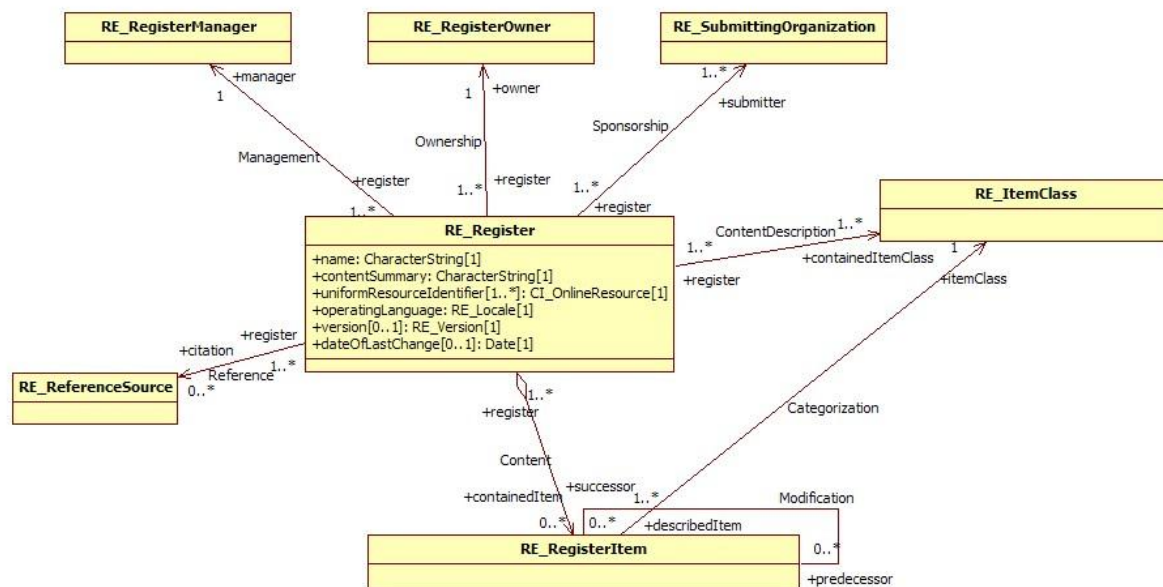 RE_RegisterManager
RE_RegisterOwner
RE_SubmittingOrganization
+manager
1
1
+owner
1..*
+submitter
Sponsorship
Ownership
Management
+register
1..*
1..*
+register
1..*
+register
RE_ItemClass
RE_Register
+name: CharacterString[1]
+contentSummary: CharacterString[1]
+uniformResourceIdentifier[1..*]: CI_OnlineResource[1]
+operatingLanguage: RE_Locale[1]
+version[0..1]: RE_Version[1]
+dateOfLastChange[0..1]: Date[1]
1..*
ContentDescription
1..*
+register
+containedItemClass
1
+itemClass
+register
+citation
1..*
Reference
0..*
RE_ReferenceSource
1..*
+register
Categorization
Content
+successor
+containedItem
1..*
Modification
0..*
0..*
+describedItem
0..*
RE_RegisterItem
+predecessor